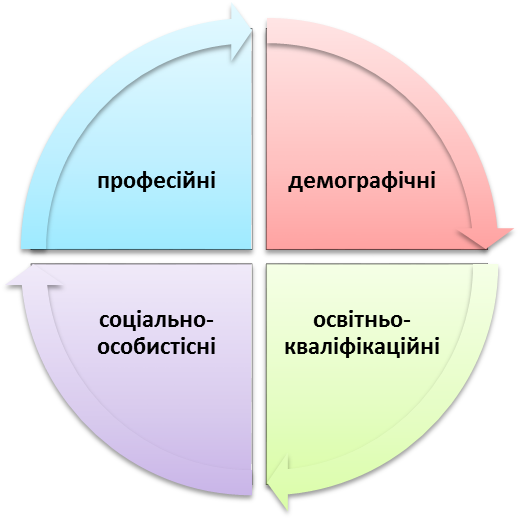 професійні
демографічні
соціально-
особистісні
освітньо-
кваліфікаційні